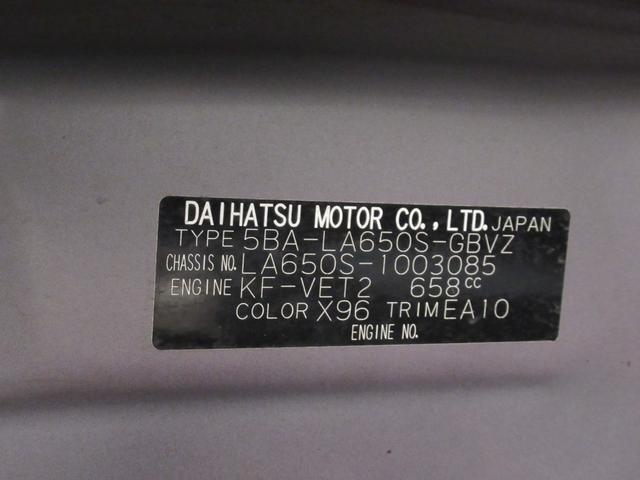 DAIHATSU MOTOR CO., LTD. JAPAN
TYPE 5BA-LA650S-GBVZ
CHASSIS NO. LA650S-1003085
ENGINE KF-VET2 658cc
COLOR X96 TRIM EA10
ENGINE NO.